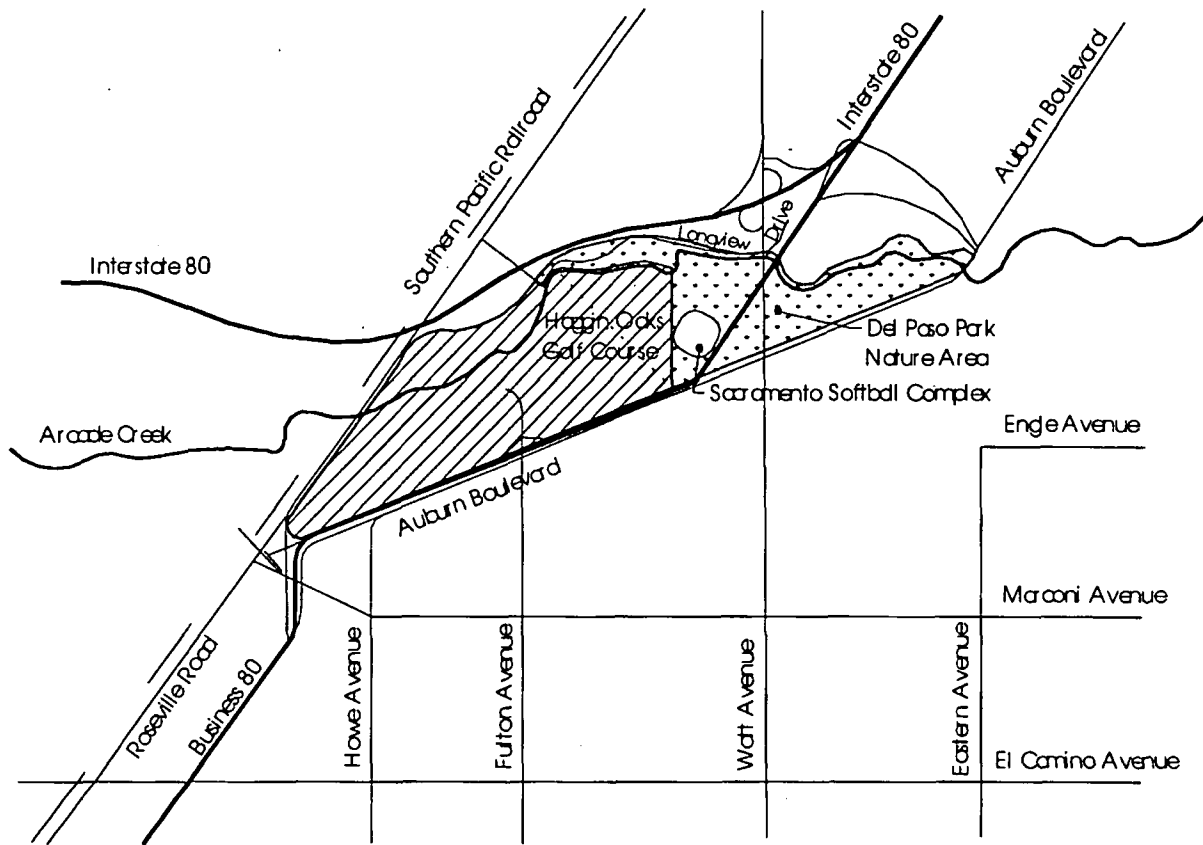 Interstate 80
Auburn Boulevard
Southern Pacific Railroad
Longview Drive
Interstate 80
Haggin Oaks
Golf Course
Del Paso Park
Nature Area
Sacramento Softball Complex
Arcade Creek
Engle Avenue
Auburn Boulevard
Marconi Avenue
Roseville Road
Business 80
Howe Avenue
Fulton Avenue
Watt Avenue
Eastern Avenue
El Camino Avenue